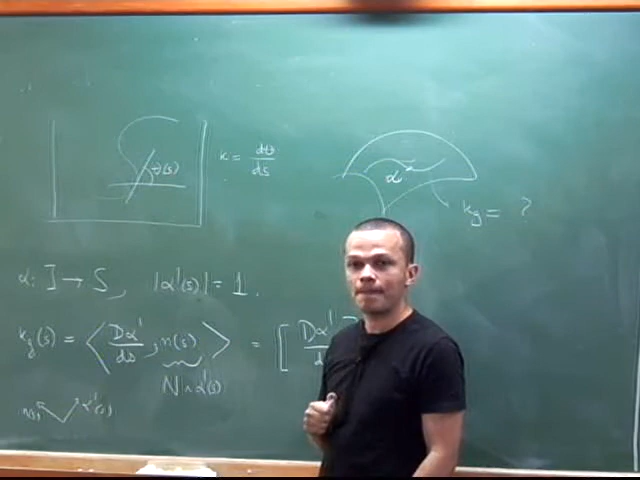 θ(s)
k = dθ/ds
α
k_g = ?
α: I → S, |α'(s)| = 1.
k_g(s) = ⟨Dα'/ds, n(s)⟩ = [Dα'
N∧α'(s)
n(s) α'(s)